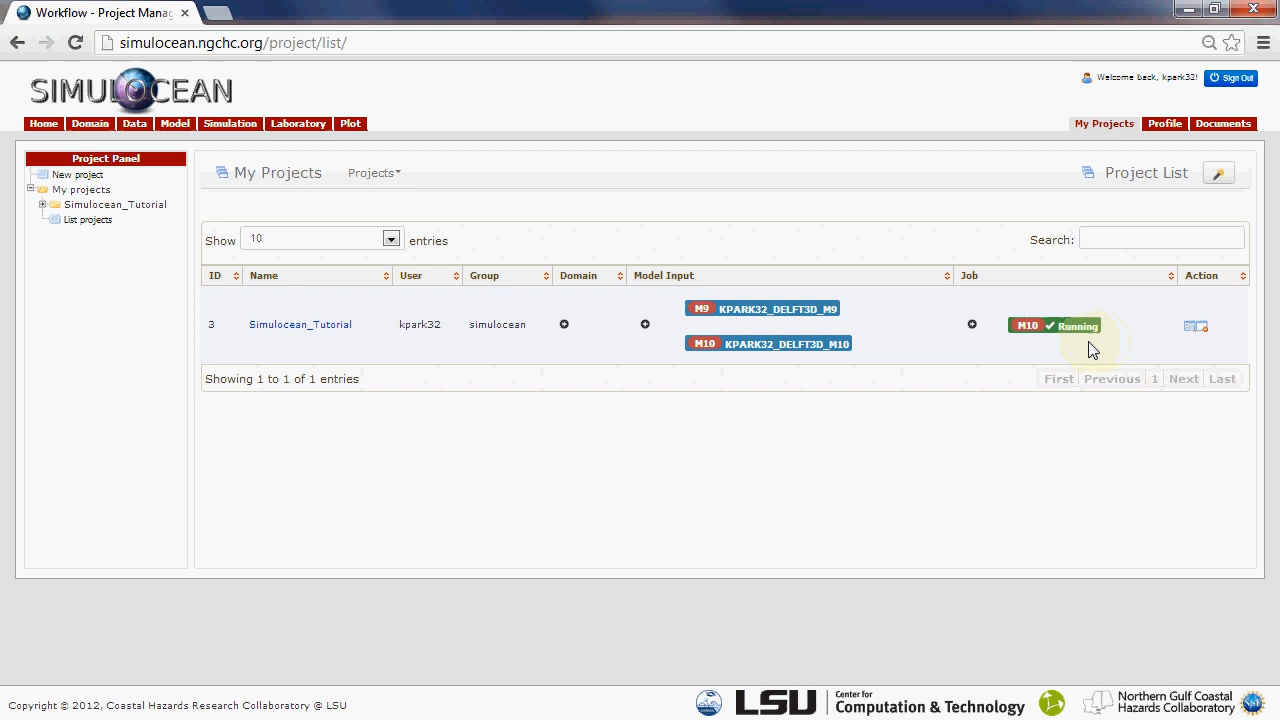 Workflow - Project Manag
simulocean.ngchc.org/project/list/
SIMULOCEAN
Welcome back, kpark32! Sign Out
Home Domain Data Model Simulation Laboratory Plot My Projects Profile Documents
Project Panel
New project
My projects
Simulocean_Tutorial
List projects
My Projects Projects Project List
Show 10 entries Search:
ID Name User Group Domain Model Input Job Action
M9 KPARK32_DELFT3D_M9
3 Simulocean_Tutorial kpark32 simulocean M10 Running
M10 KPARK32_DELFT3D_M10
Showing 1 to 1 of 1 entries First Previous 1 Next Last
Copyright © 2012, Coastal Hazards Research Collaboratory @ LSU
LSU
Center for
Computation & Technology
Northern Gulf Coastal
Hazards Collaboratory
NSF